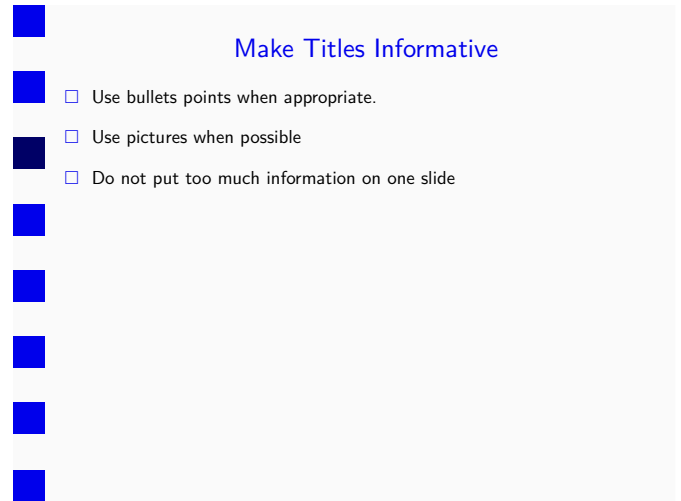 Make Titles Informative
Use bullets points when appropriate.
Use pictures when possible
Do not put too much information on one slide